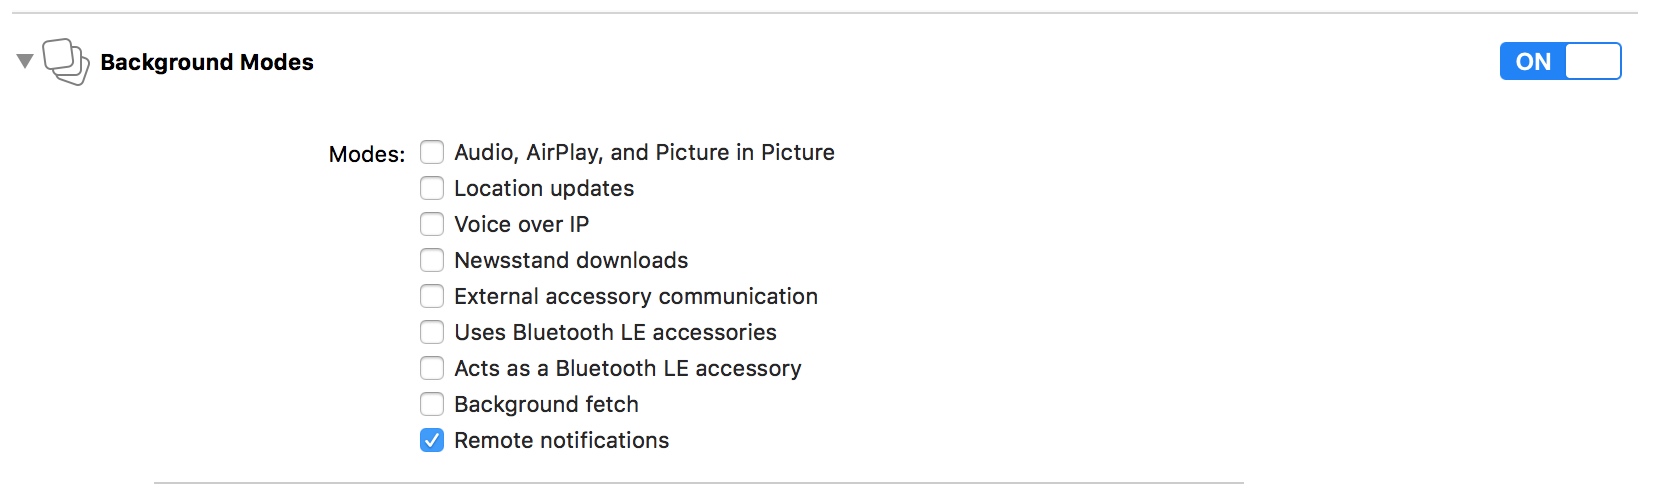 Background Modes
ON
Modes:
Audio, AirPlay, and Picture in Picture
Location updates
Voice over IP
Newsstand downloads
External accessory communication
Uses Bluetooth LE accessories
Acts as a Bluetooth LE accessory
Background fetch
Remote notifications